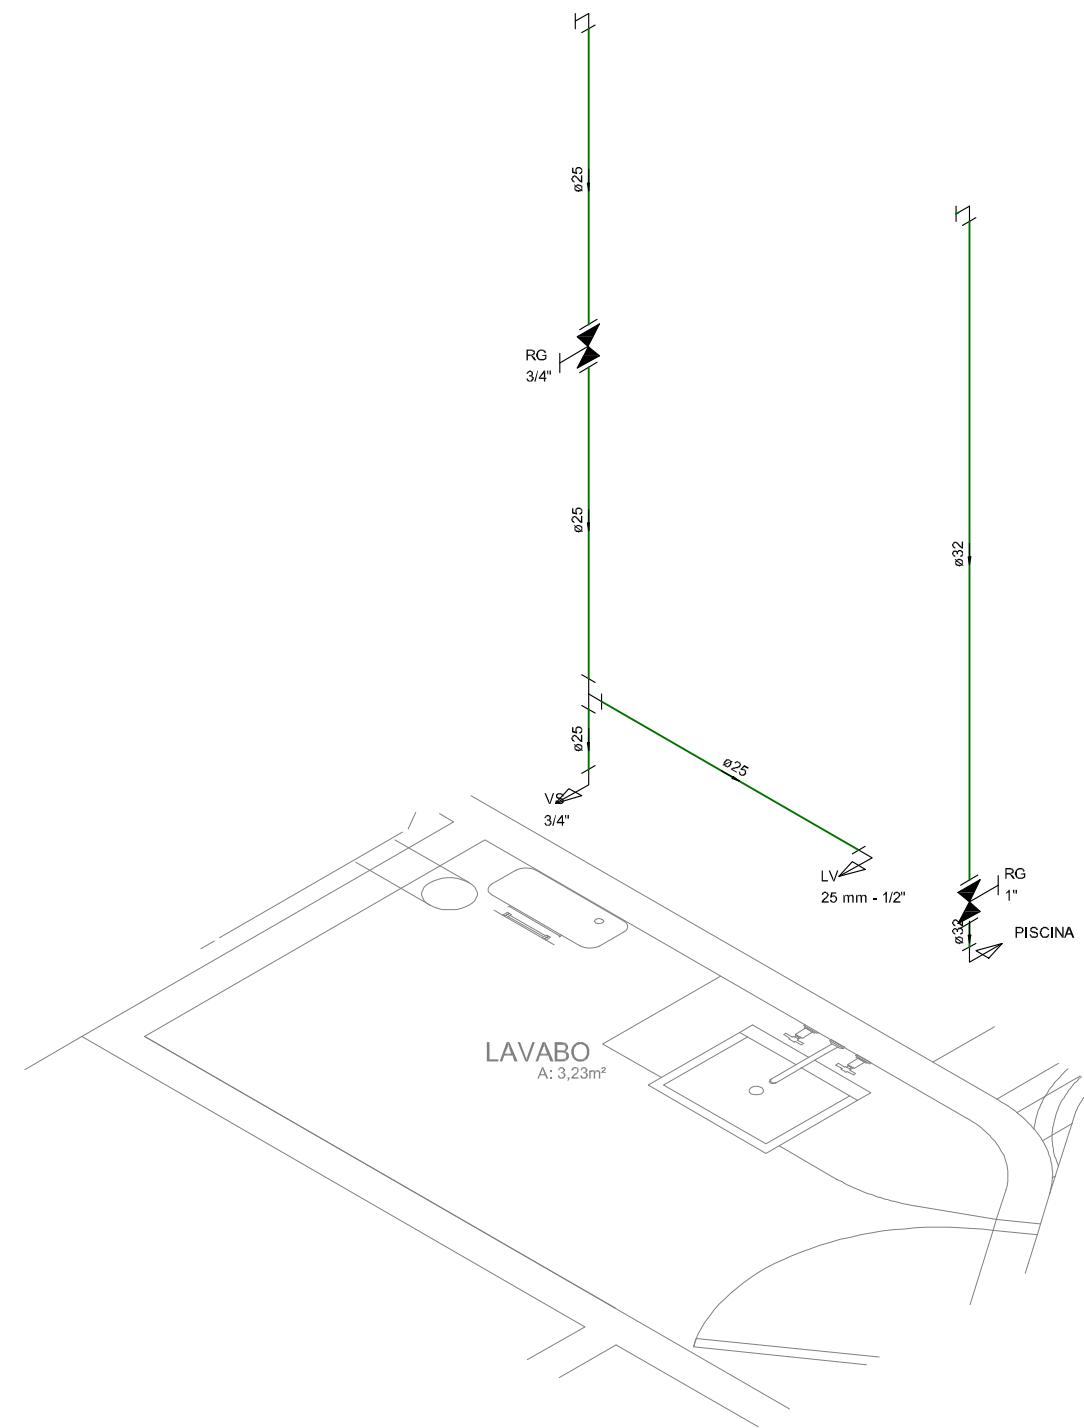 ø25
RG
3/4"
ø25
ø32
ø25
ø25
VS
3/4"
LV
25 mm - 1/2"
RG
1"
ø32
PISCINA
LAVABO
A: 3,23m²